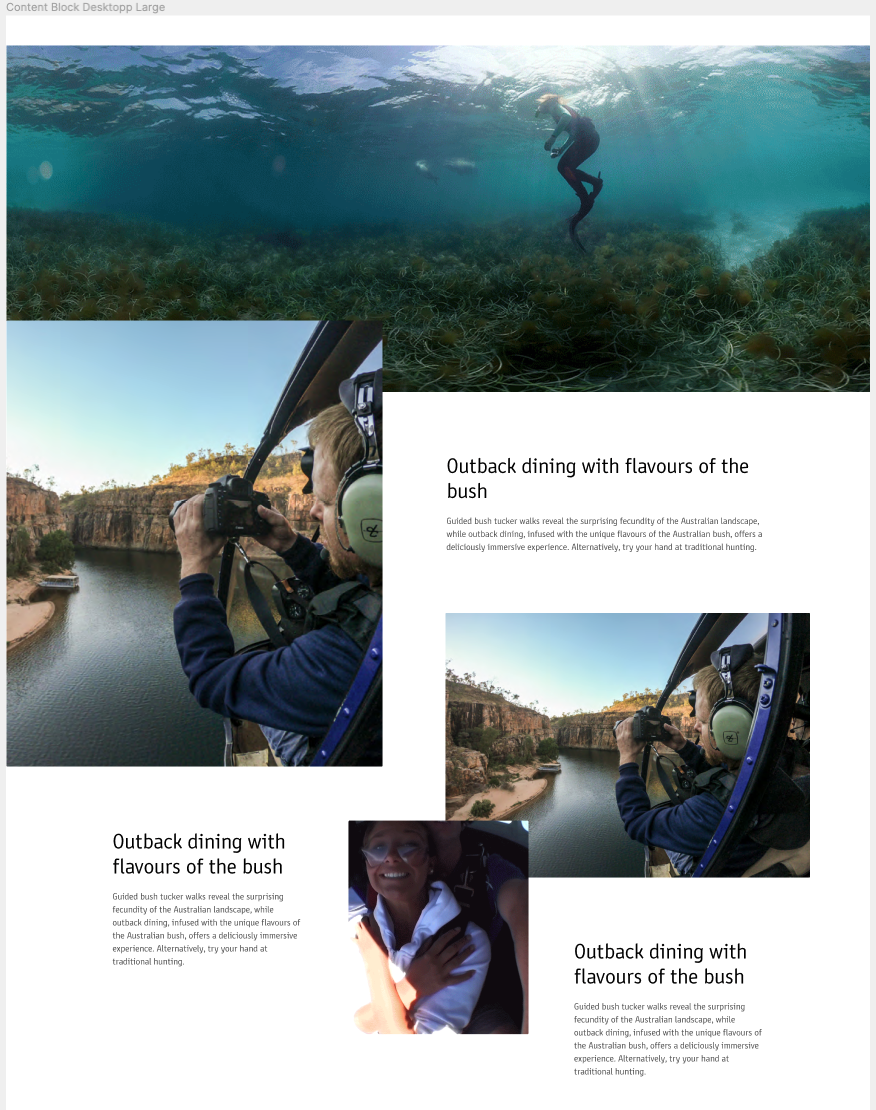 Content Block Desktopp Large
Outback dining with flavours of the
bush
Guided bush tucker walks reveal the surprising fecundity of the Australian landscape,
while outback dining, infused with the unique flavours of the Australian bush, offers a
deliciously immersive experience. Alternatively, try your hand at traditional hunting.
Outback dining with
flavours of the bush
Guided bush tucker walks reveal the surprising
fecundity of the Australian landscape, while
outback dining, infused with the unique flavours of
the Australian bush, offers a deliciously immersive
experience. Alternatively, try your hand at
traditional hunting.
Outback dining with
flavours of the bush
Guided bush tucker walks reveal the surprising
fecundity of the Australian landscape, while
outback dining, infused with the unique flavours of
the Australian bush, offers a deliciously immersive
experience. Alternatively, try your hand at
traditional hunting.